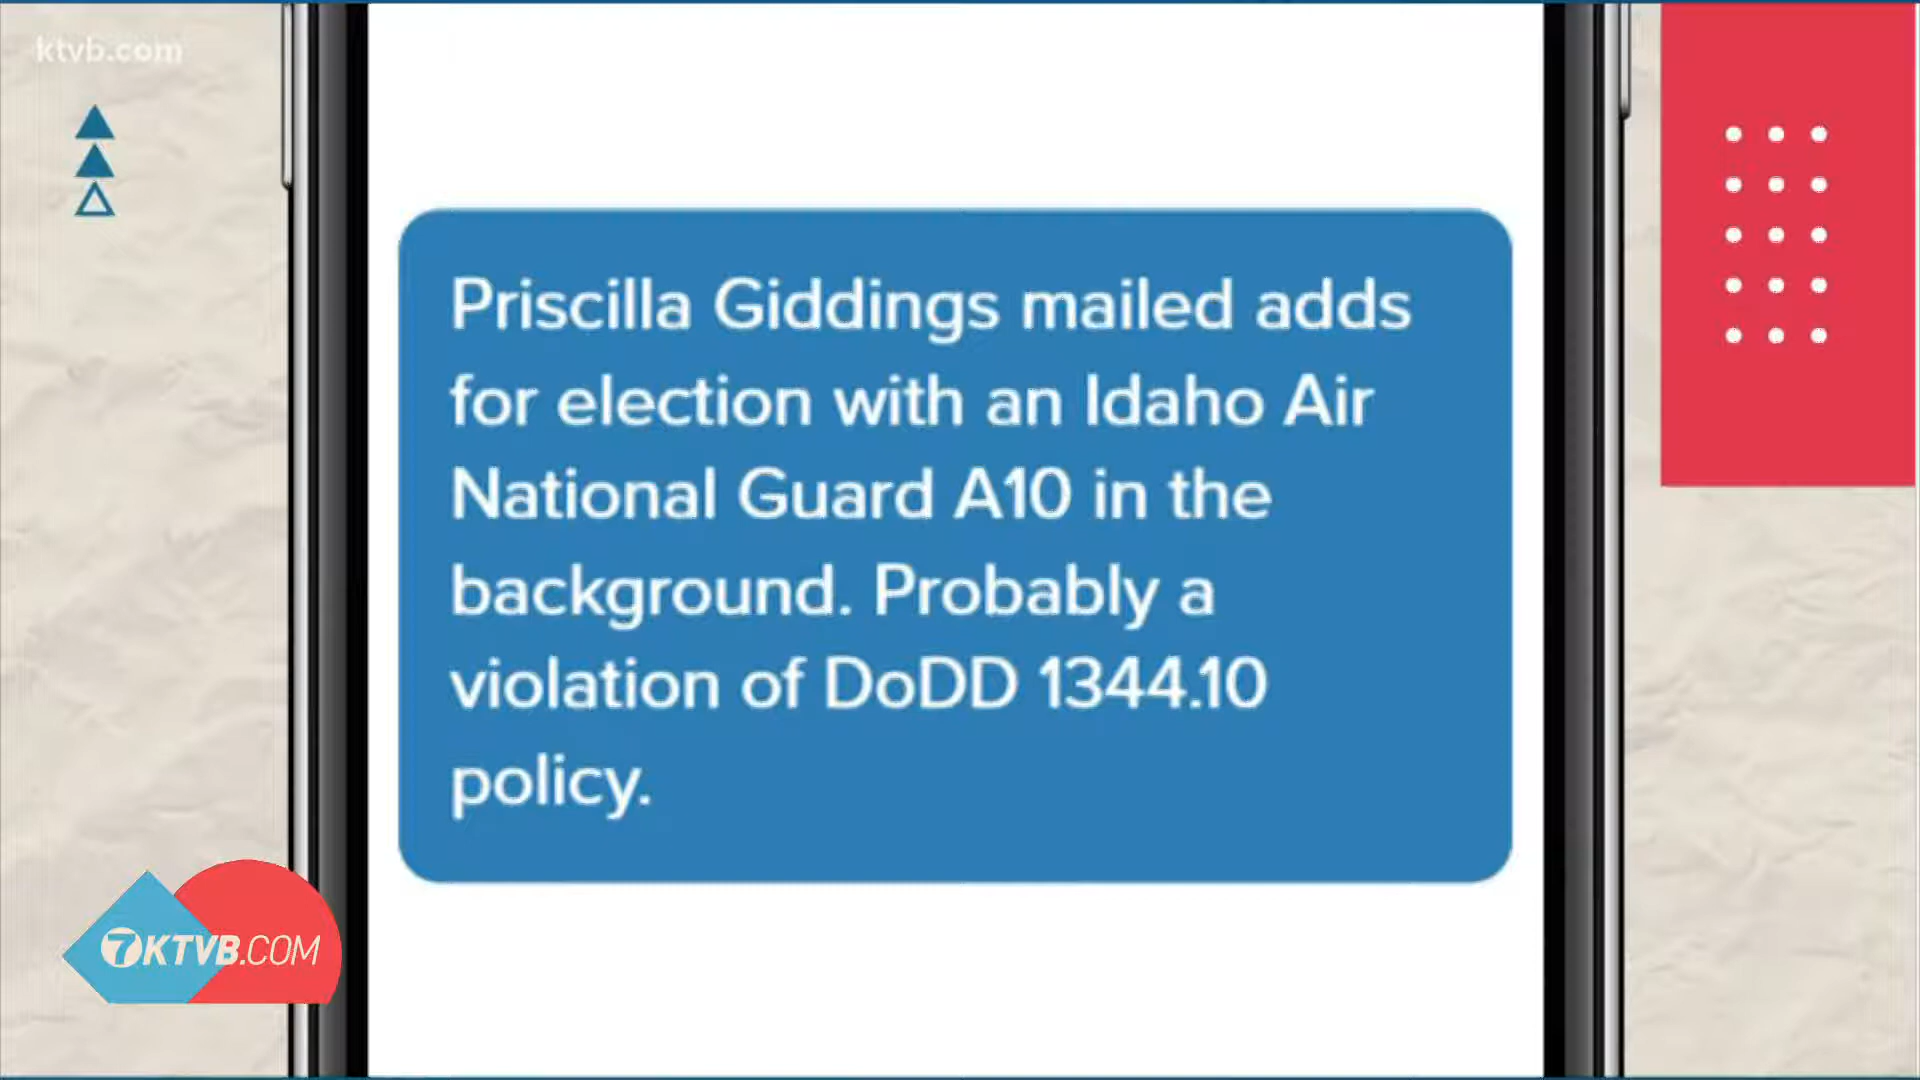 ktvb.com
Priscilla Giddings mailed adds
for election with an Idaho Air
National Guard A10 in the
background. Probably a
violation of DoDD 1344.10
policy.
7KTVB.COM